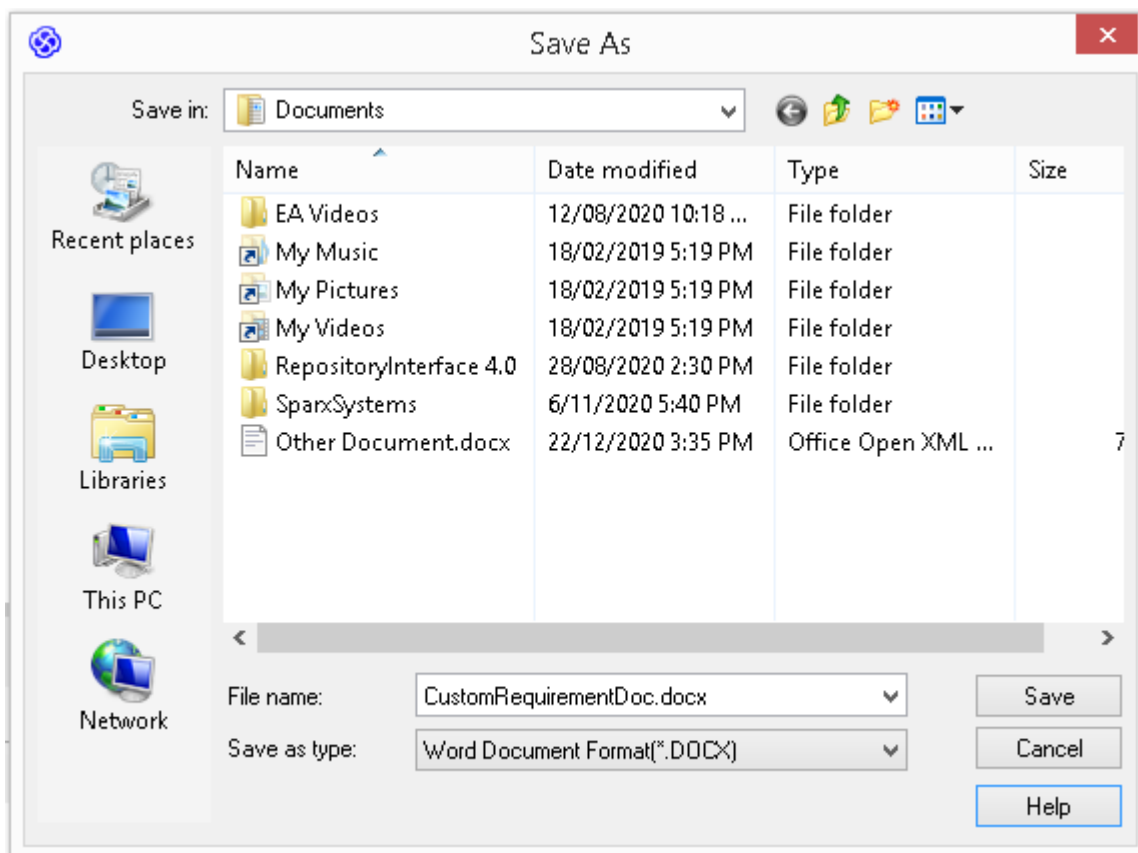 Save As
Save in: Documents
Name Date modified Type Size
EA Videos 12/08/2020 10:18 ... File folder
My Music 18/02/2019 5:19 PM File folder
My Pictures 18/02/2019 5:19 PM File folder
My Videos 18/02/2019 5:19 PM File folder
RepositoryInterface 4.0 28/08/2020 2:30 PM File folder
SparxSystems 6/11/2020 5:40 PM File folder
Other Document.docx 22/12/2020 3:35 PM Office Open XML ... 7
Recent places
Desktop
Libraries
This PC
Network
File name: CustomRequirementDoc.docx Save
Save as type: Word Document Format(*.DOCX) Cancel
Help